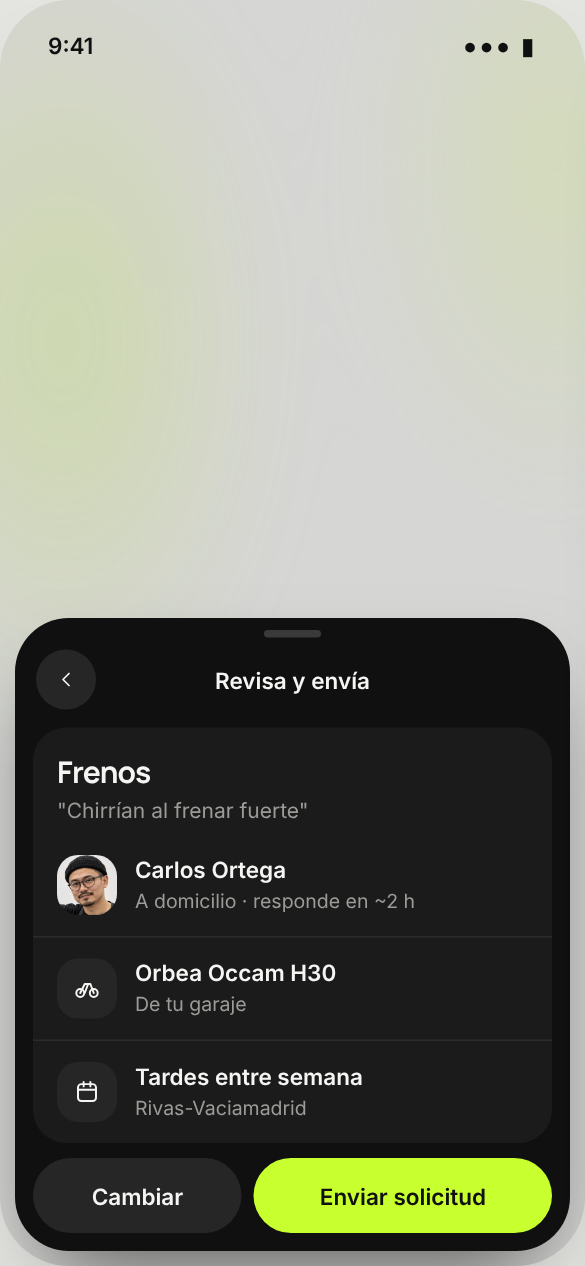 9:41
Revisa y envía
Frenos
"Chirrían al frenar fuerte"
Carlos Ortega
A domicilio · responde en ~2 h
Orbea Occam H30
De tu garaje
Tardes entre semana
Rivas-Vaciamadrid
Cambiar
Enviar solicitud